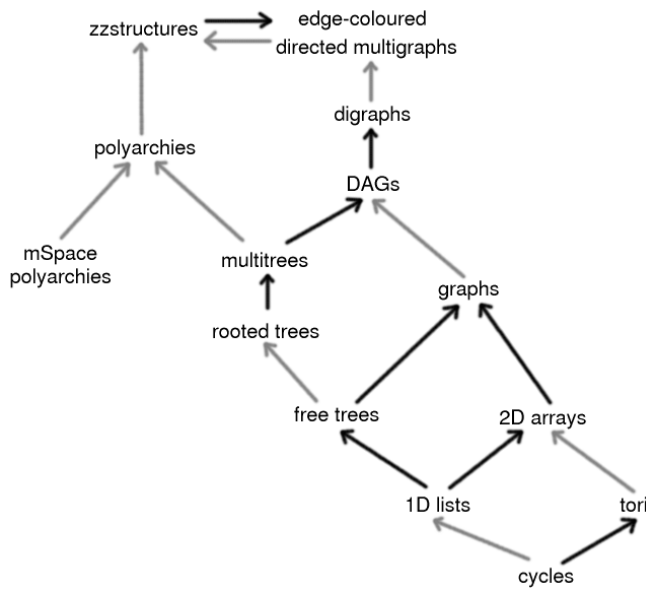 zzstructures
edge-coloured
directed multigraphs
digraphs
polyarchies
DAGs
mSpace
polyarchies
multitrees
graphs
rooted trees
free trees
2D arrays
1D lists
tori
cycles